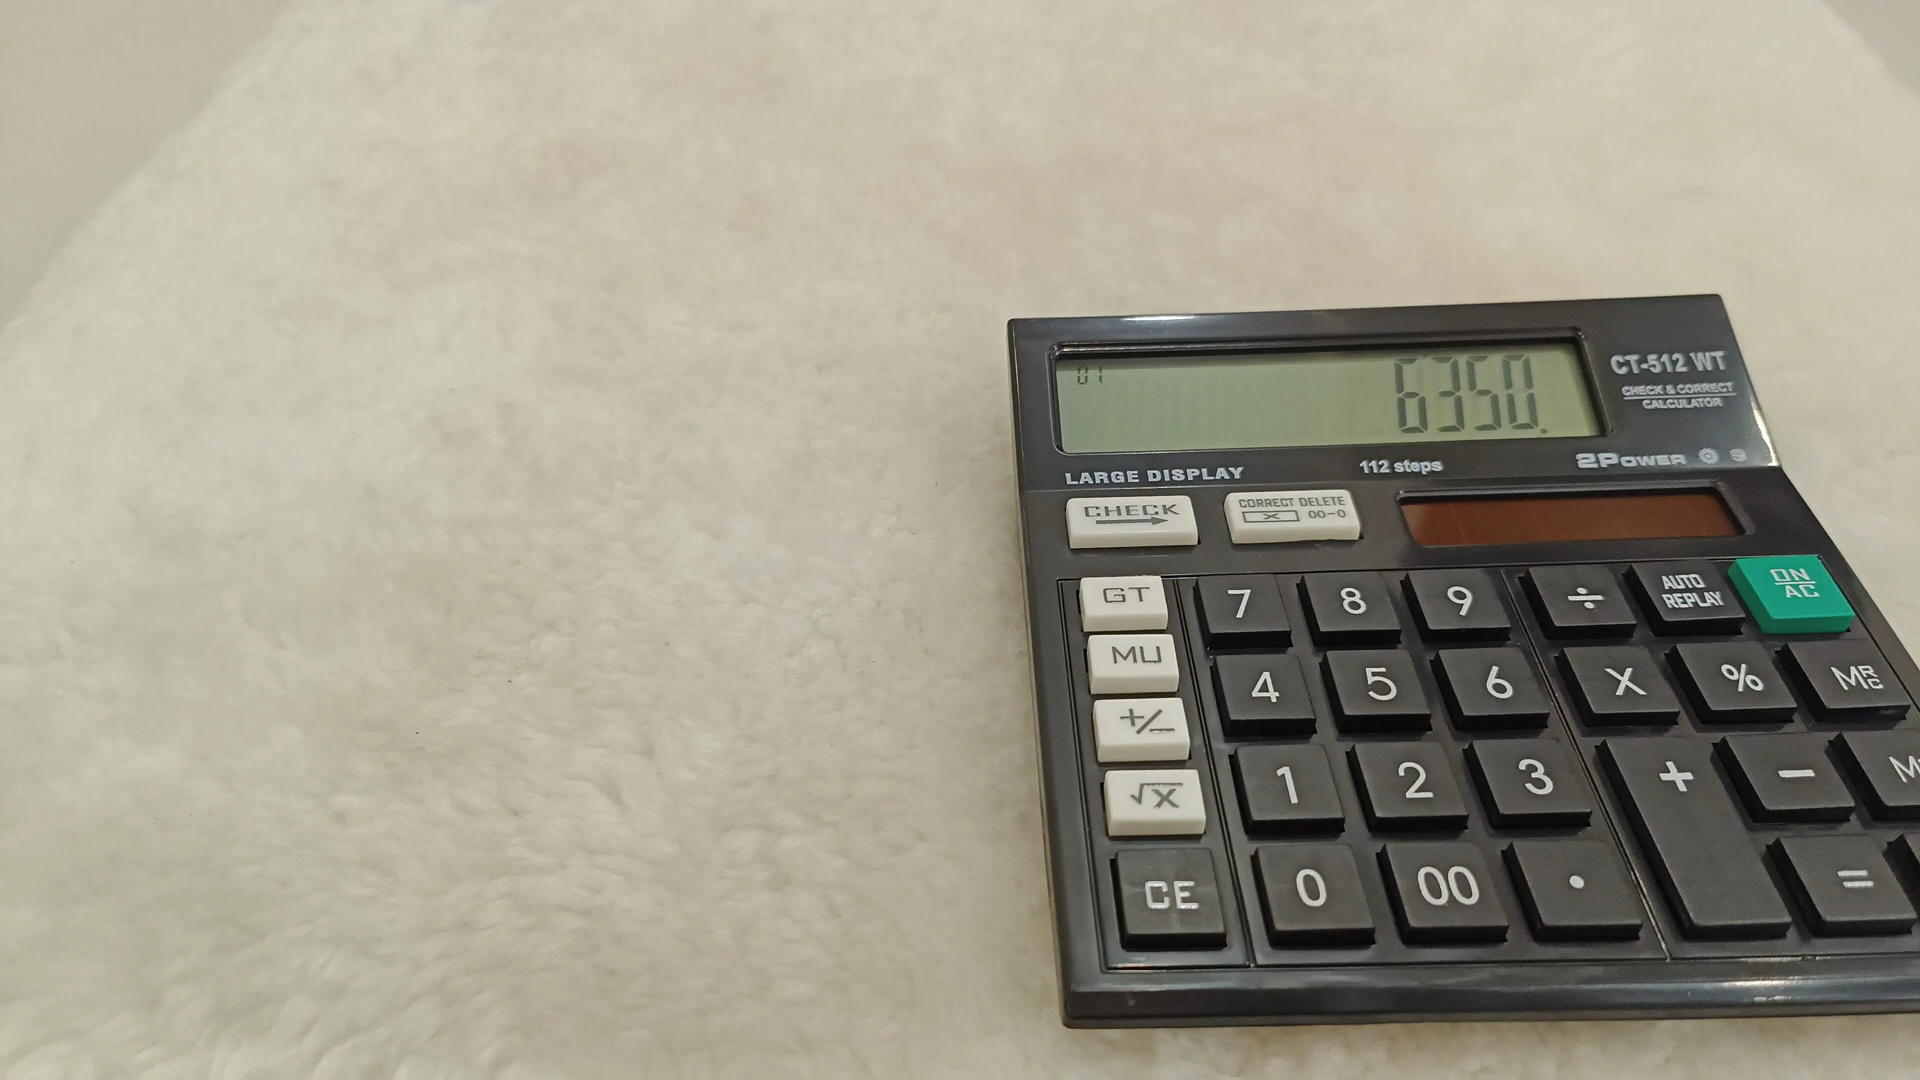 01 6350.
CT-512 WT
CHECK & CORRECT
CALCULATOR
LARGE DISPLAY 112 steps 2POWER
CHECK CORRECT DELETE
X 00-0
GT 7 8 9 ÷ AUTO REPLAY ON AC
MU 4 5 6 X % MRC
+/- 1 2 3 + - M
√x
CE 0 00 . =